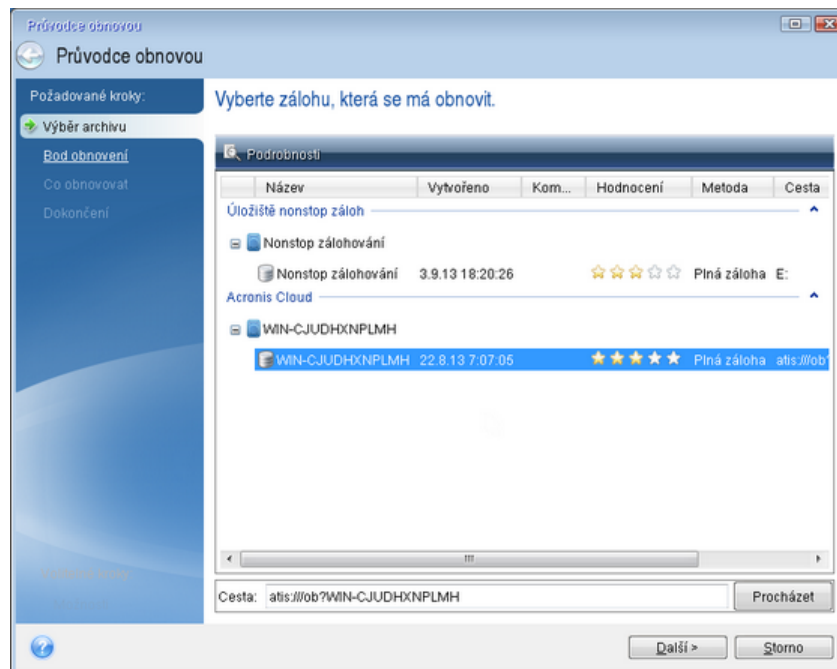 Průvodce obnovou
Průvodce obnovou
Požadované kroky:
Výběr archivu
Bod obnovení
Co obnovovat
Dokončení
Vyberte zálohu, která se má obnovit.
Podrobnosti
Název Vytvořeno Kom... Hodnocení Metoda Cesta
Úložiště nonstop záloh
Nonstop zálohování
Nonstop zálohování 3.9.13 18:20:26 Plná záloha E:
Acronis Cloud
WIN-CJUDHXNPLMH
WIN-CJUDHXNPLMH 22.8.13 7:07:05 Plná záloha atis:///ob?
Cesta: atis:///ob?WIN-CJUDHXNPLMH Procházet
Další > Storno